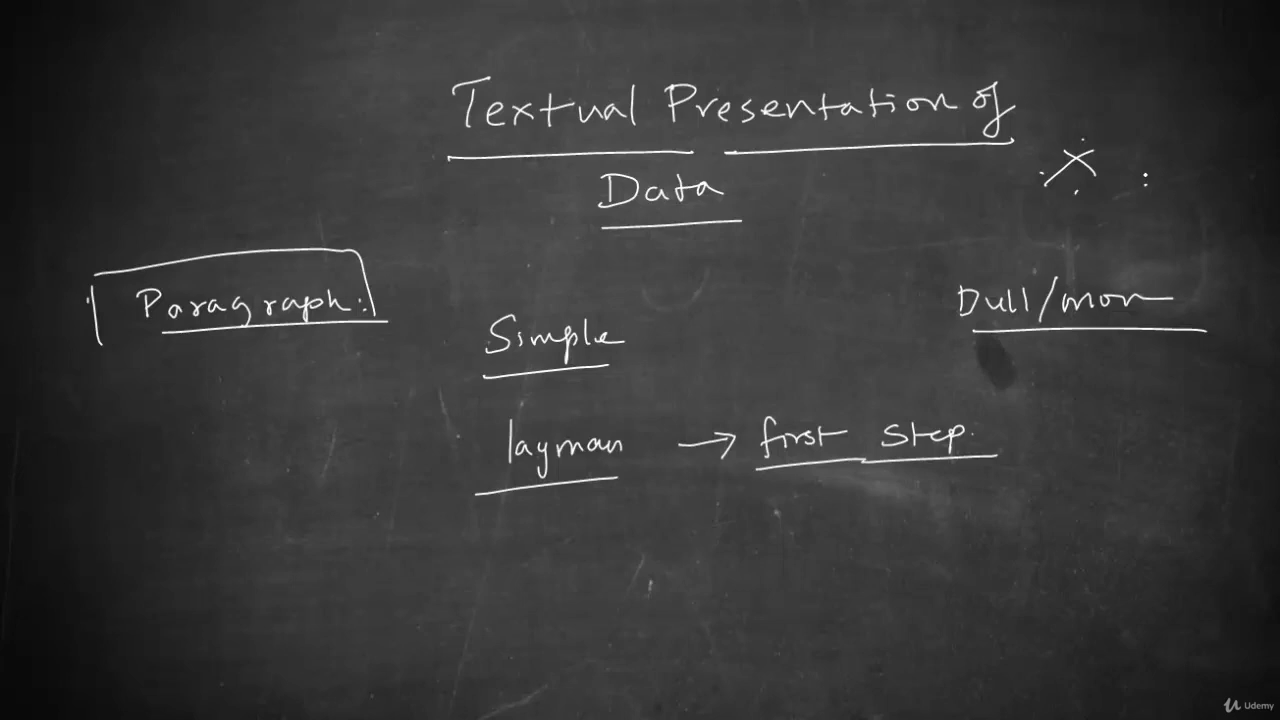 Textual Presentation of
Data
Paragraph:
Simple
Dull/mon
layman → first step.
Udemy